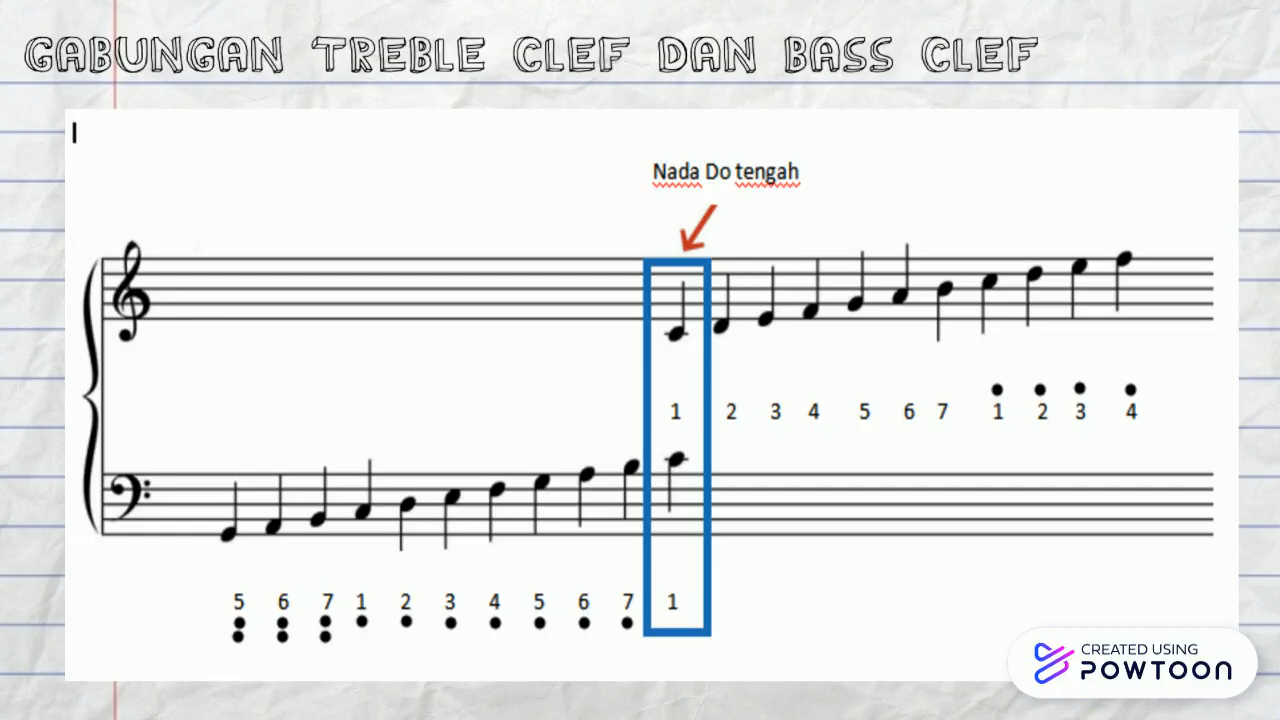 GABUNGAN TREBLE CLEF DAN BASS CLEF
Nada Do tengah
1 2 3 4 5 6 7 1 2 3 4
5 6 7 1 2 3 4 5 6 7 1
CREATED USING
POWTOON